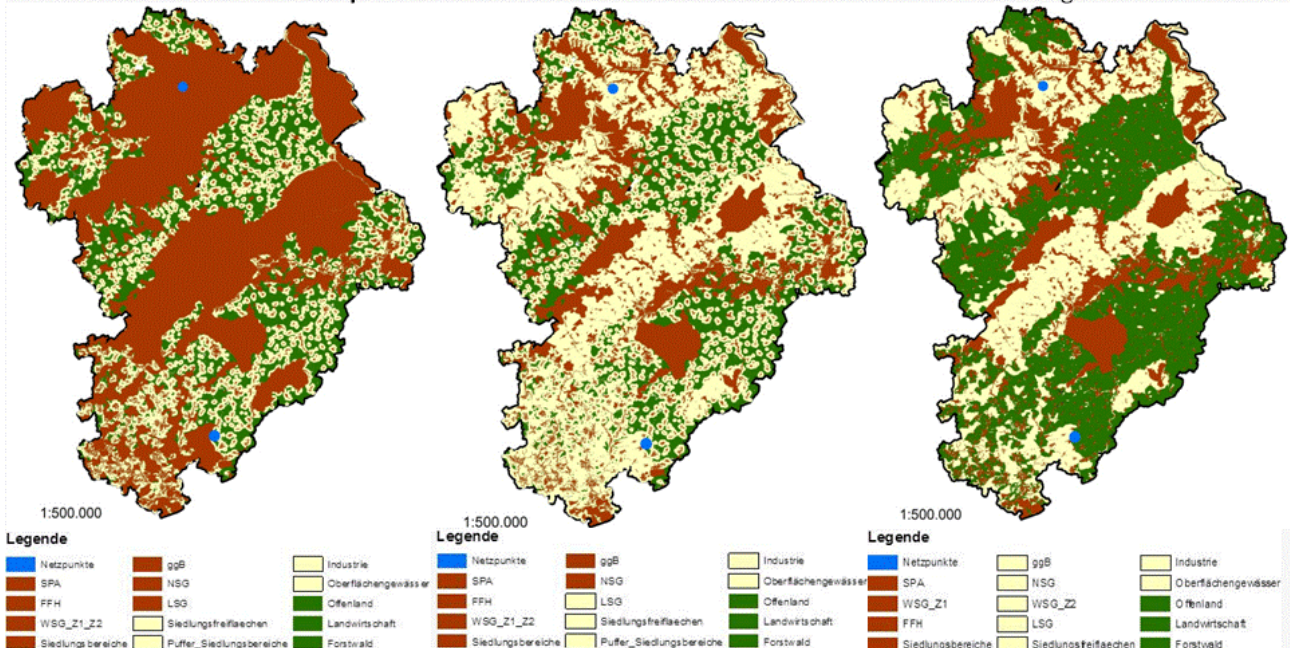 1:500.000
Legende
Netzpunkte
SPA
FFH
WSG_Z1_Z2
Siedlungsbereiche
ggB
NSG
LSG
Siedlungsfreiflaechen
Puffer_Siedlungsbereiche
Industrie
Oberflächengewässer
Offenland
Landwirtschaft
Forstwald
1:500.000
Legende
Netzpunkte
SPA
FFH
WSG_Z1_Z2
Siedlungsbereiche
ggB
NSG
LSG
Siedlungsfreiflaechen
Puffer_Siedlungsbereiche
Industrie
Oberflächengewässer
Offenland
Landwirtschaft
Forstwald
1:500.000
Legende
Netzpunkte
SPA
WSG_Z1
FFH
Siedlungsbereiche
ggB
NSG
WSG_Z2
LSG
Siedlungsfreiflaechen
Industrie
Oberflächengewässer
Offenland
Landwirtschaft
Forstwald